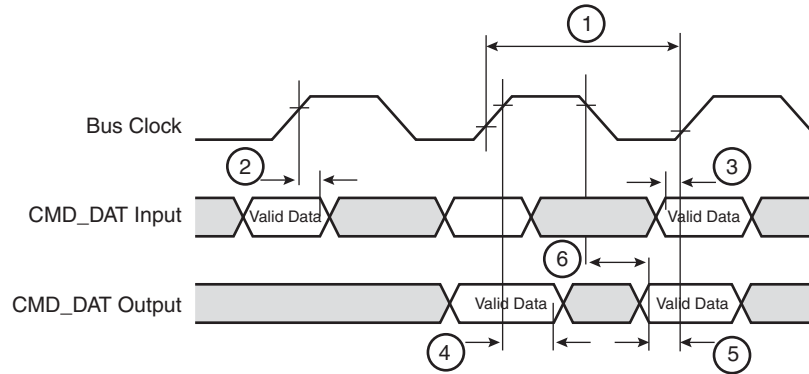 1
Bus Clock
2
3
CMD_DAT Input
Valid Data
Valid Data
6
CMD_DAT Output
Valid Data
Valid Data
4
5